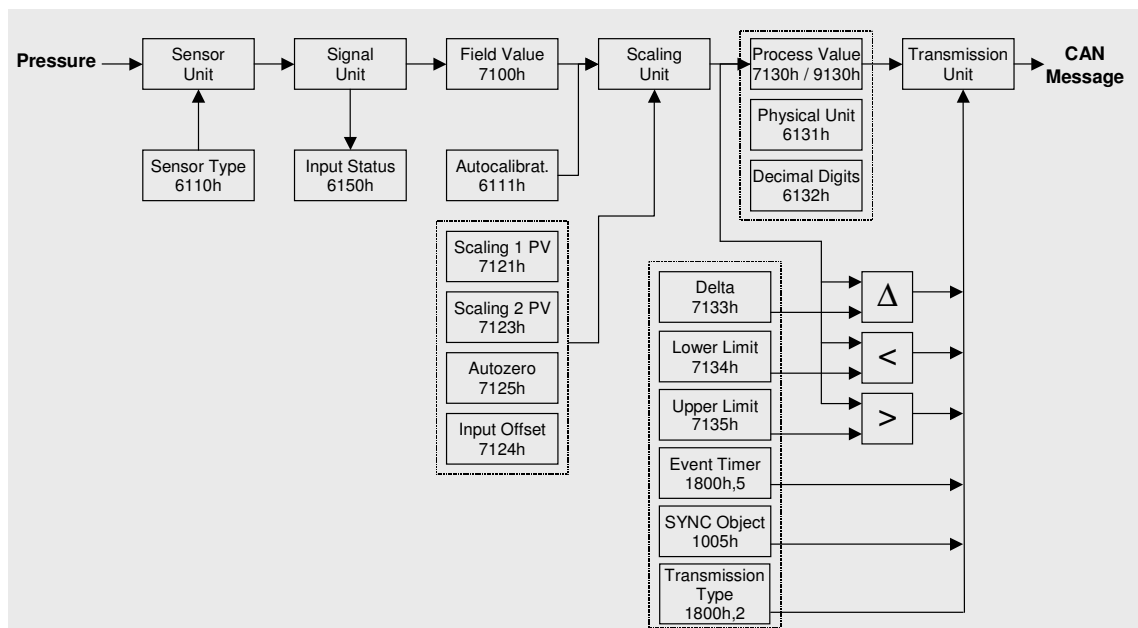 Pressure
Sensor
Unit
Signal
Unit
Field Value
7100h
Scaling
Unit
Process Value
7130h / 9130h
Transmission
Unit
CAN
Message
Sensor Type
6110h
Input Status
6150h
Autocalibrat.
6111h
Physical Unit
6131h
Decimal Digits
6132h
Scaling 1 PV
7121h
Scaling 2 PV
7123h
Autozero
7125h
Input Offset
7124h
Delta
7133h
Δ
Lower Limit
7134h
<
Upper Limit
7135h
>
Event Timer
1800h,5
SYNC Object
1005h
Transmission
Type
1800h,2